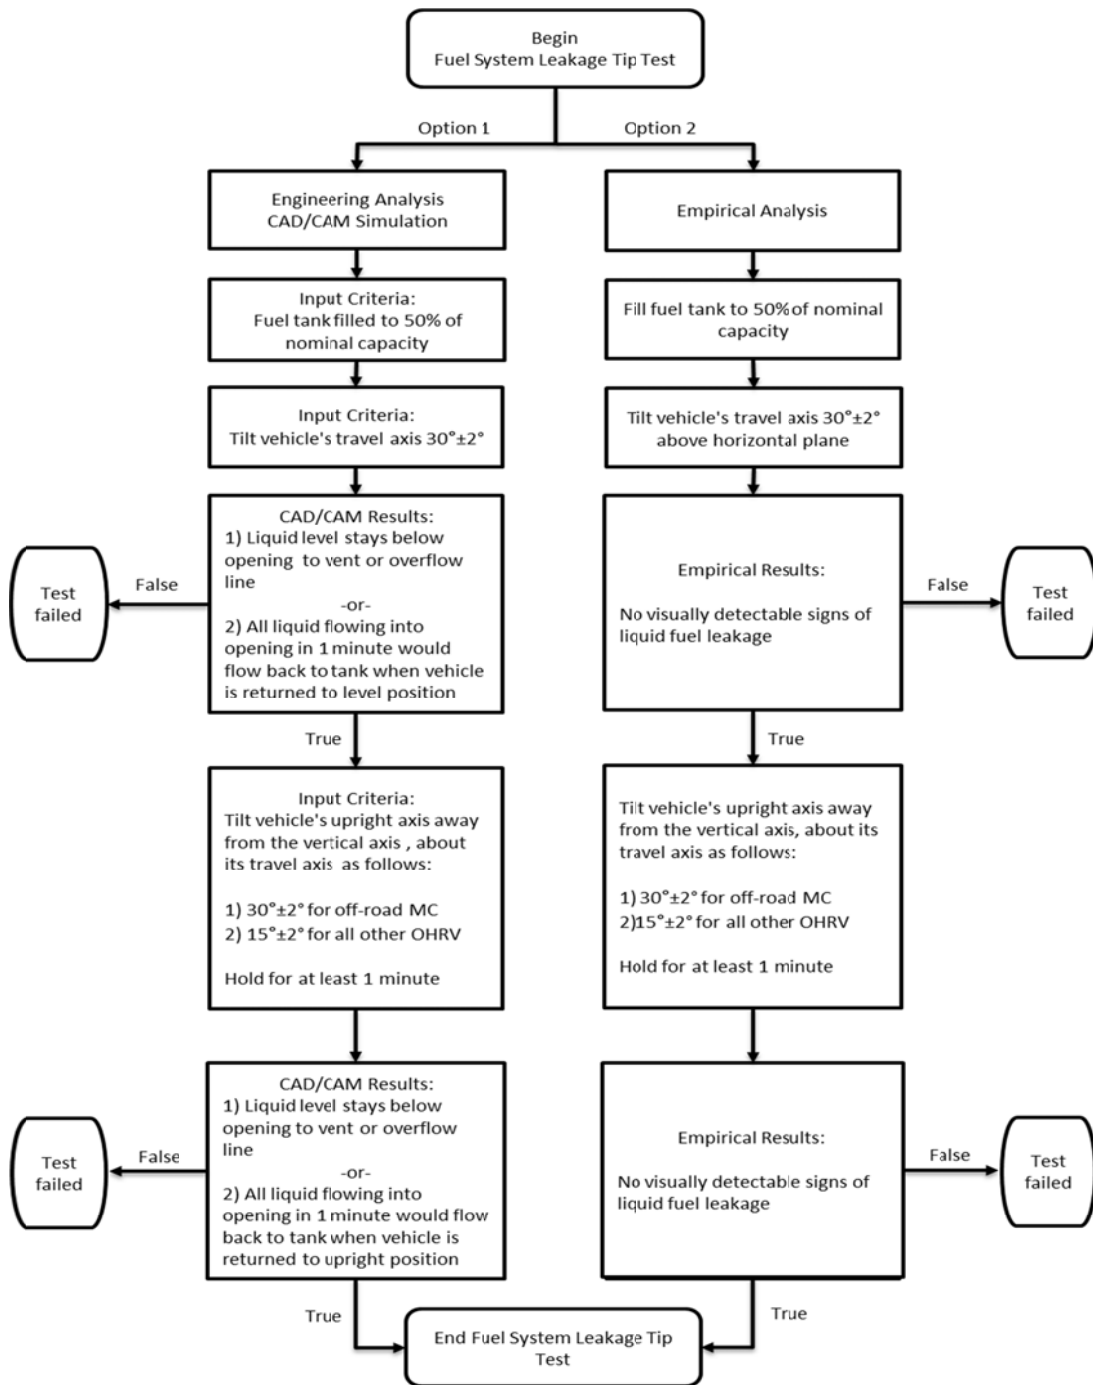 Begin
Fuel System Leakage Tip Test
Option 1
Option 2
Engineering Analysis
CAD/CAM Simulation
Empirical Analysis
Input Criteria:
Fuel tank filled to 50% of
nominal capacity
Fill fuel tank to 50% of nominal
capacity
Input Criteria:
Tilt vehicle's travel axis 30°±2°
Tilt vehicle's travel axis 30°±2°
above horizontal plane
CAD/CAM Results:
1) Liquid level stays below
opening to vent or overflow
line
-or-
2) All liquid flowing into
opening in 1 minute would
flow back to tank when vehicle
is returned to level position
False
Test
failed
Empirical Results:
No visually detectable signs of
liquid fuel leakage
False
Test
failed
True
True
Input Criteria:
Tilt vehicle's upright axis away
from the vertical axis , about
its travel axis as follows:
1) 30°±2° for off-road MC
2) 15°±2° for all other OHRV
Hold for at least 1 minute
Tilt vehicle's upright axis away
from the vertical axis, about its
travel axis as follows:
1) 30°±2° for off-road MC
2)15°±2° for all other OHRV
Hold for at least 1 minute
CAD/CAM Results:
1) Liquid level stays below
opening to vent or overflow
line
-or-
2) All liquid flowing into
opening in 1 minute would flow
back to tank when vehicle is
returned to upright position
False
Test
failed
Empirical Results:
No visually detectable signs of
liquid fuel leakage
False
Test
failed
True
True
End Fuel System Leakage Tip
Test